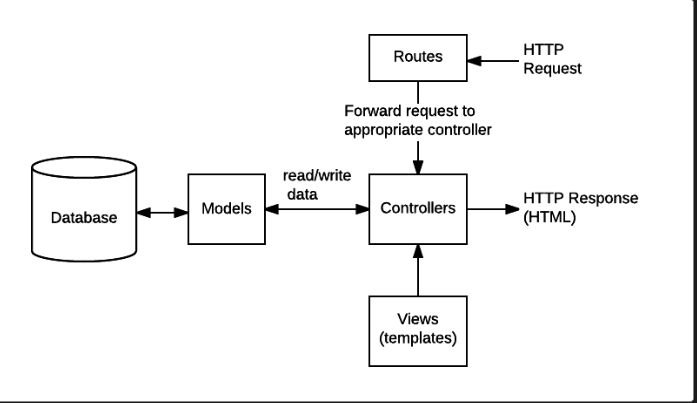 Routes
HTTP
Request
Forward request to
appropriate controller
read/write
data
Database
Models
Controllers
HTTP Response
(HTML)
Views
(templates)